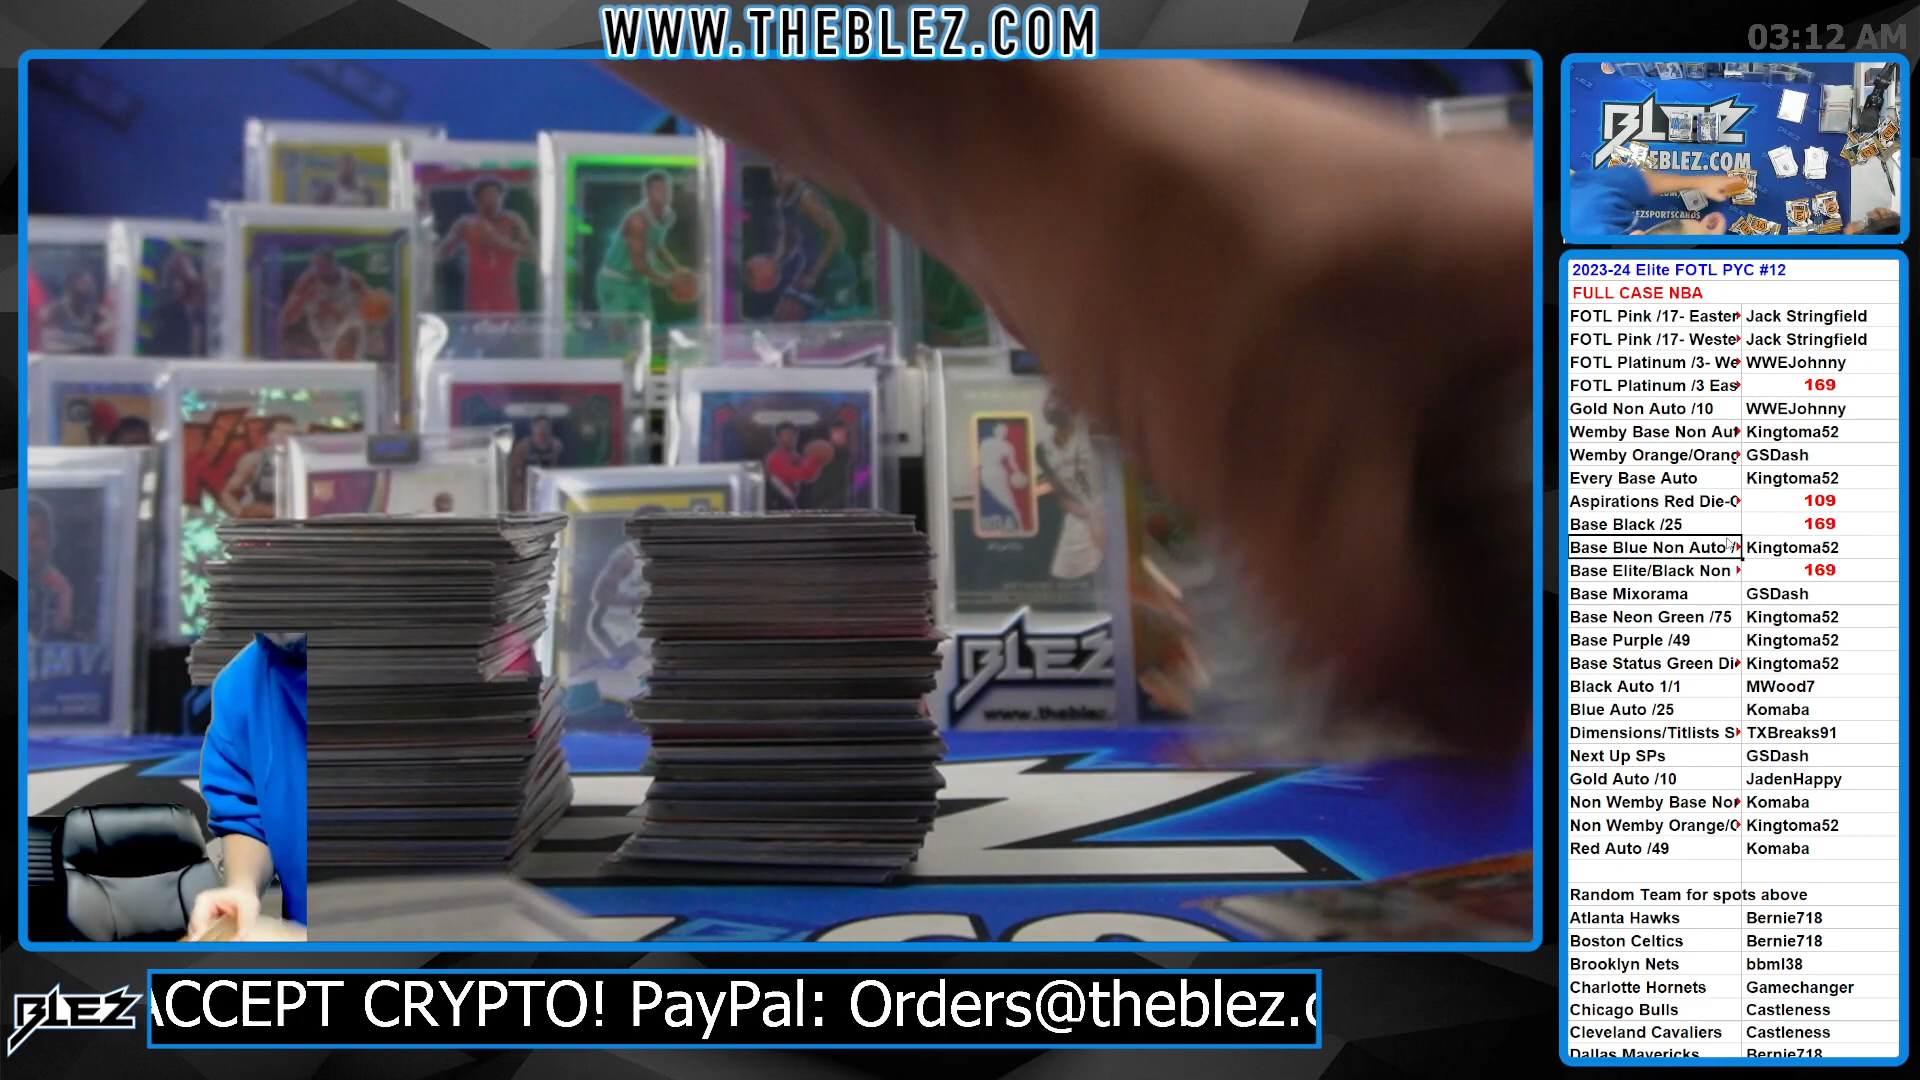 WWW.THEBLEZ.COM
03:12 AM
BLEZ
EBLEZ.COM
EZSPORTSCARDS
2023-24 Elite FOTL PYC #12
FULL CASE NBA
FOTL Pink /17- Easter Jack Stringfield
FOTL Pink /17- Weste Jack Stringfield
FOTL Platinum /3- We WWEJohnny
FOTL Platinum /3 Eas 169
Gold Non Auto /10 WWEJohnny
Wemby Base Non Aut Kingtoma52
Wemby Orange/Orang GSDash
Every Base Auto Kingtoma52
Aspirations Red Die-C 109
Base Black /25 169
Base Blue Non Auto Kingtoma52
Base Elite/Black Non 169
Base Mixorama GSDash
Base Neon Green /75 Kingtoma52
Base Purple /49 Kingtoma52
Base Status Green Di Kingtoma52
Black Auto 1/1 MWood7
Blue Auto /25 Komaba
Dimensions/Titlists S TXBreaks91
Next Up SPs GSDash
Gold Auto /10 JadenHappy
Non Wemby Base Nor Komaba
Non Wemby Orange/O Kingtoma52
Red Auto /49 Komaba
Random Team for spots above
Atlanta Hawks Bernie718
Boston Celtics Bernie718
Brooklyn Nets bbml38
Charlotte Hornets Gamechanger
Chicago Bulls Castleness
Cleveland Cavaliers Castleness
Dallas Mavericks Bernie718
BLEZ
www.theblez
BLEZ
ACCEPT CRYPTO! PayPal: Orders@theblez.c